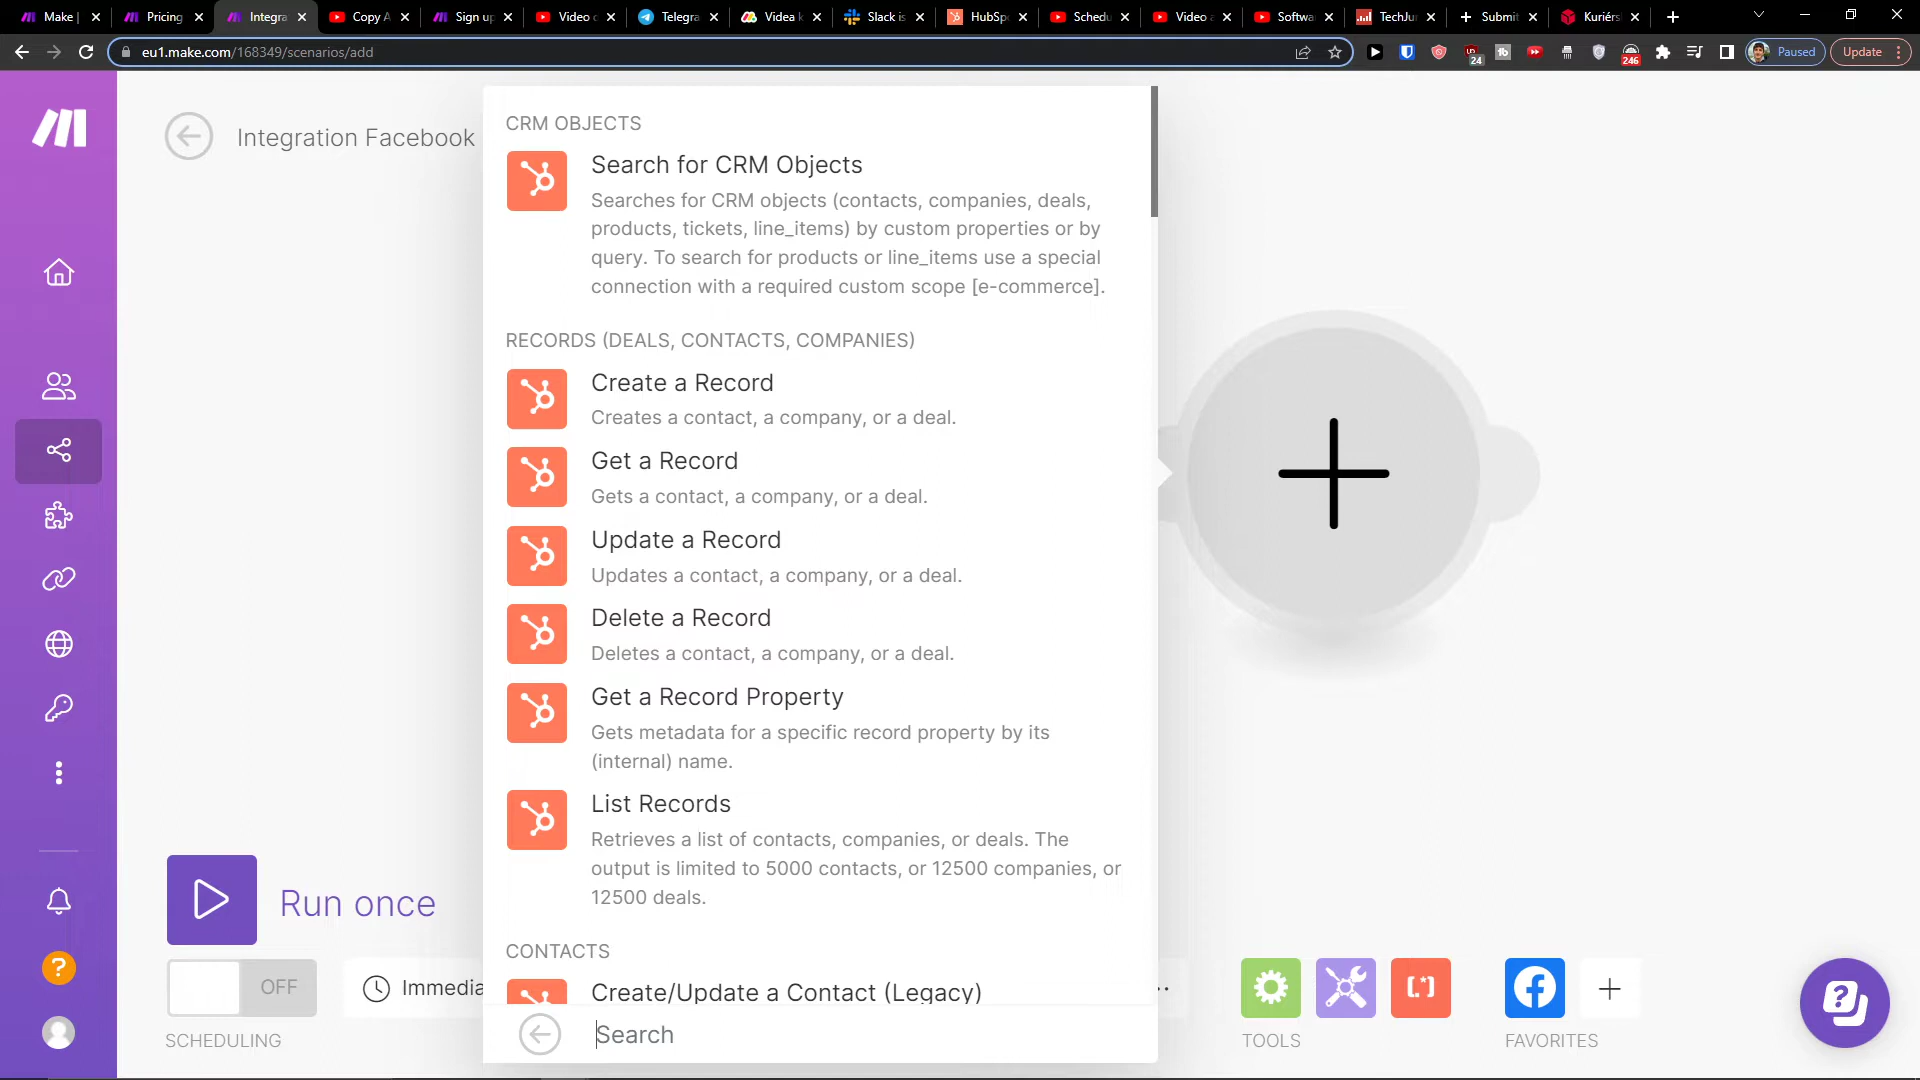 Make |
Pricing
Integra
Copy A
Sign up
Video o
Telegra
Videa k
Slack is
HubSp
Schedu
Video a
Softwa
TechJu
Submit
Kuriérs
eu1.make.com/168349/scenarios/add
24
246
Paused
Update
Integration Facebook
CRM OBJECTS
Search for CRM Objects
Searches for CRM objects (contacts, companies, deals,
products, tickets, line_items) by custom properties or by
query. To search for products or line_items use a special
connection with a required custom scope [e-commerce].
RECORDS (DEALS, CONTACTS, COMPANIES)
Create a Record
Creates a contact, a company, or a deal.
Get a Record
Gets a contact, a company, or a deal.
Update a Record
Updates a contact, a company, or a deal.
Delete a Record
Deletes a contact, a company, or a deal.
Get a Record Property
Gets metadata for a specific record property by its
(internal) name.
List Records
Retrieves a list of contacts, companies, or deals. The
output is limited to 5000 contacts, or 12500 companies, or
12500 deals.
CONTACTS
Create/Update a Contact (Legacy)
Search
Run once
OFF
Immedia
SCHEDULING
TOOLS
FAVORITES